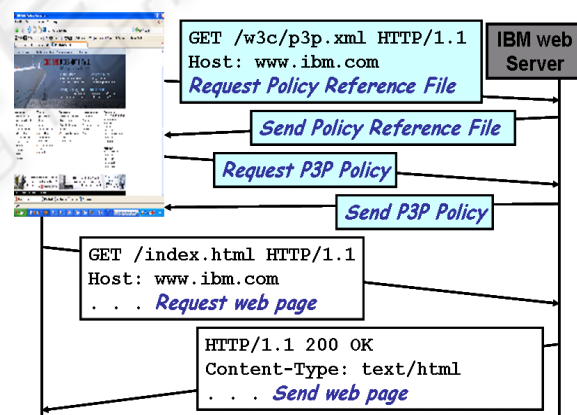 GET /w3c/p3p.xml HTTP/1.1
Host: www.ibm.com
Request Policy Reference File
IBM web
Server
Send Policy Reference File
Request P3P Policy
Send P3P Policy
GET /index.html HTTP/1.1
Host: www.ibm.com
. . . Request web page
HTTP/1.1 200 OK
Content-Type: text/html
. . . Send web page